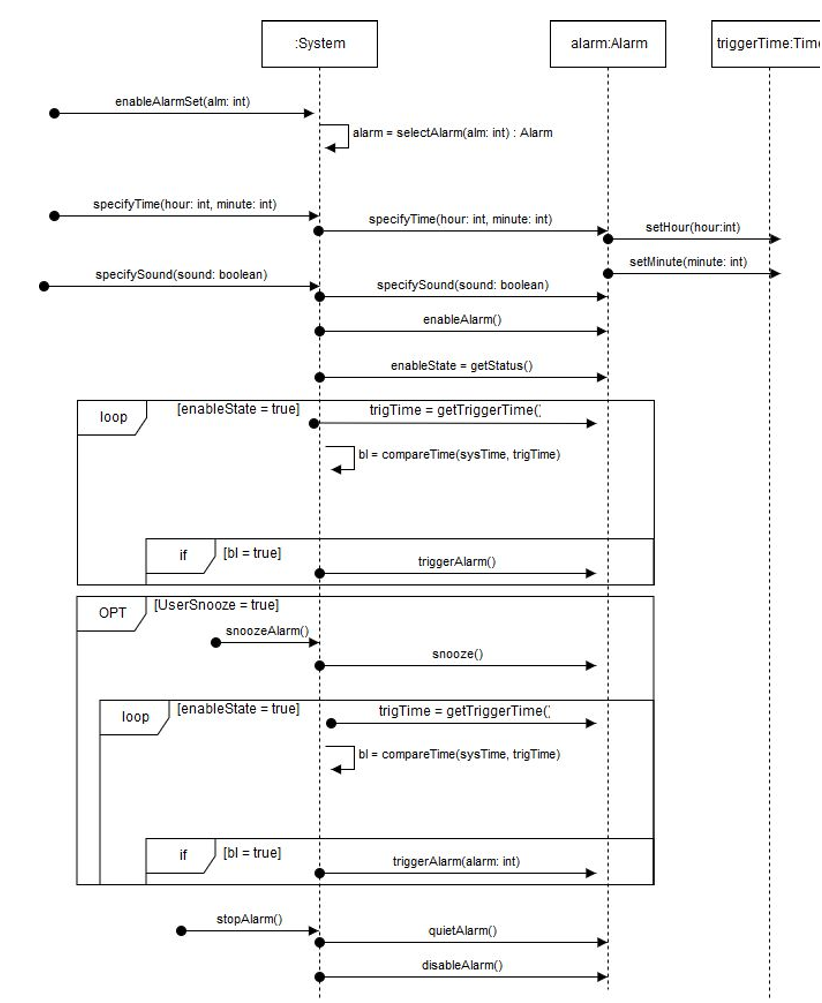 :System
alarm:Alarm
triggerTime:Time
enableAlarmSet(alm: int)
alarm = selectAlarm(alm: int) : Alarm
specifyTime(hour: int, minute: int)
specifyTime(hour: int, minute: int)
setHour(hour:int)
setMinute(minute: int)
specifySound(sound: boolean)
specifySound(sound: boolean)
enableAlarm()
enableState = getStatus()
loop
[enableState = true]
trigTime = getTriggerTime(
bl = compareTime(sysTime, trigTime)
if
[bl = true]
triggerAlarm()
OPT
[UserSnooze = true]
snoozeAlarm()
snooze()
loop
[enableState = true]
trigTime = getTriggerTime(
bl = compareTime(sysTime, trigTime)
if
[bl = true]
triggerAlarm(alarm: int)
stopAlarm()
quietAlarm()
disableAlarm()